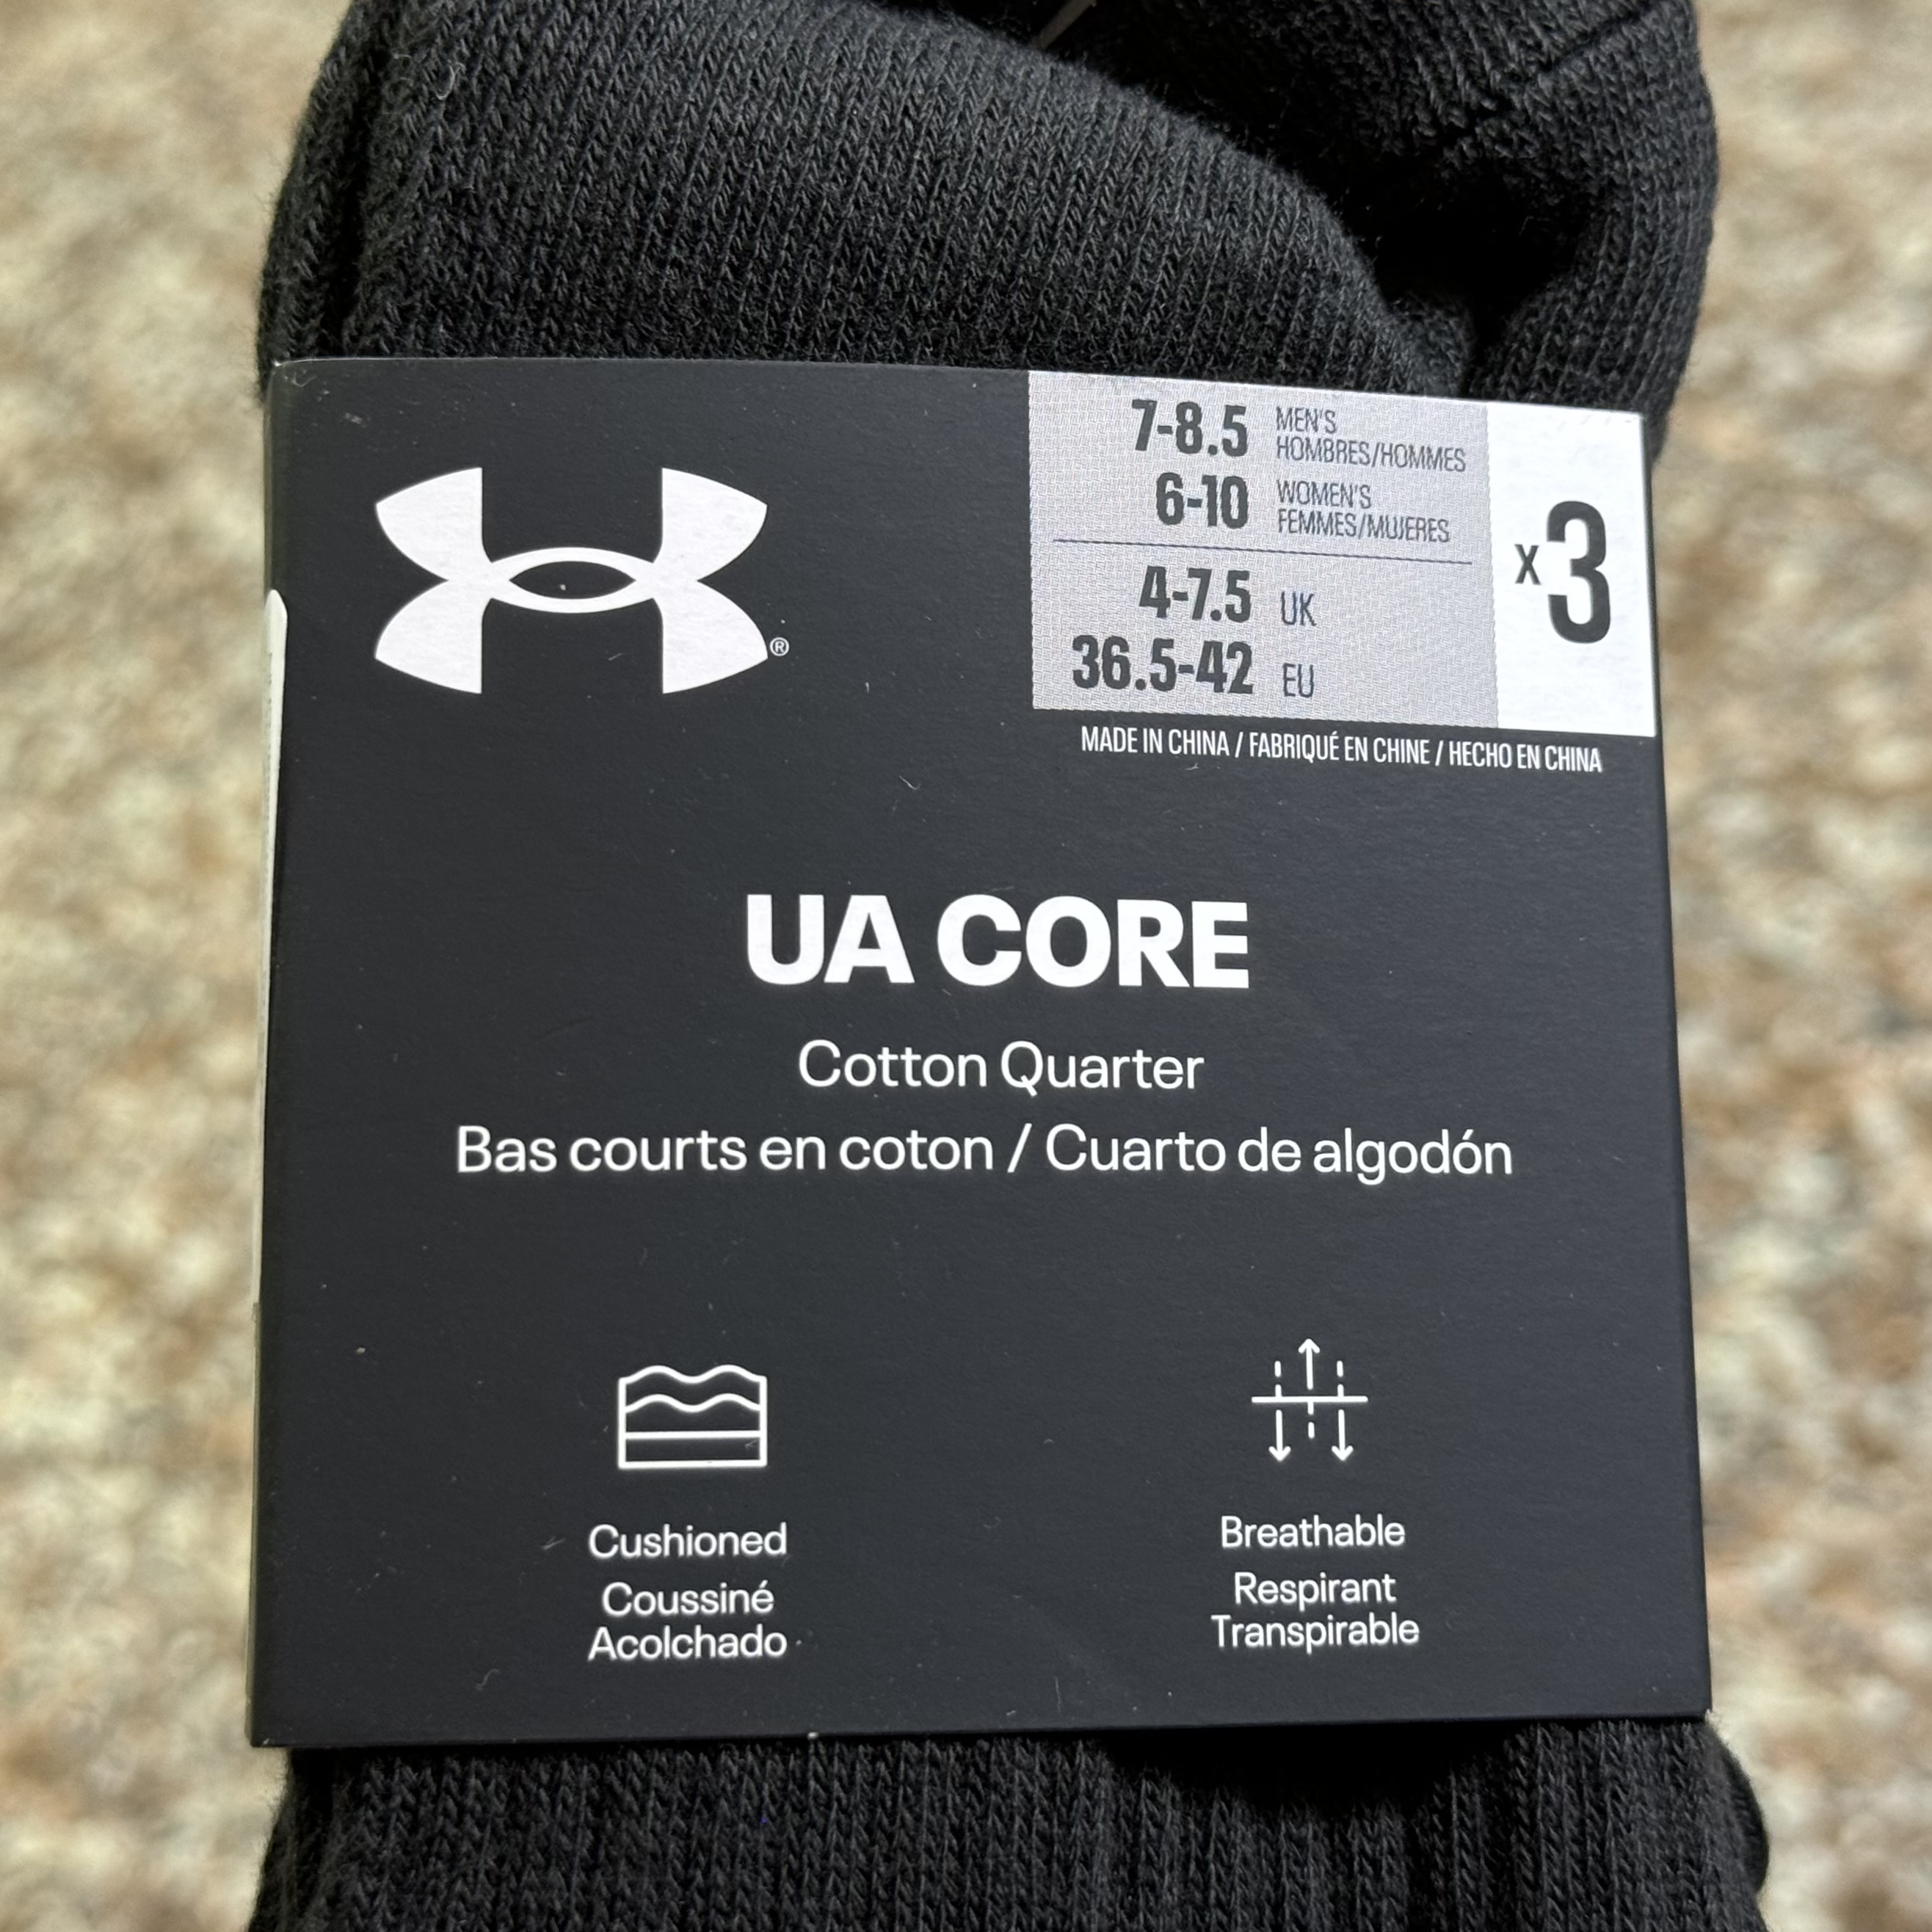 7-8.5 MEN'S
HOMBRES/HOMMES
6-10 WOMEN'S
FEMMES/MUJERES
4-7.5 UK
36.5-42 EU
x3
®
MADE IN CHINA / FABRIQUÉ EN CHINE / HECHO EN CHINA
UA CORE
Cotton Quarter
Bas courts en coton / Cuarto de algodón
Cushioned
Coussiné
Acolchado
Breathable
Respirant
Transpirable